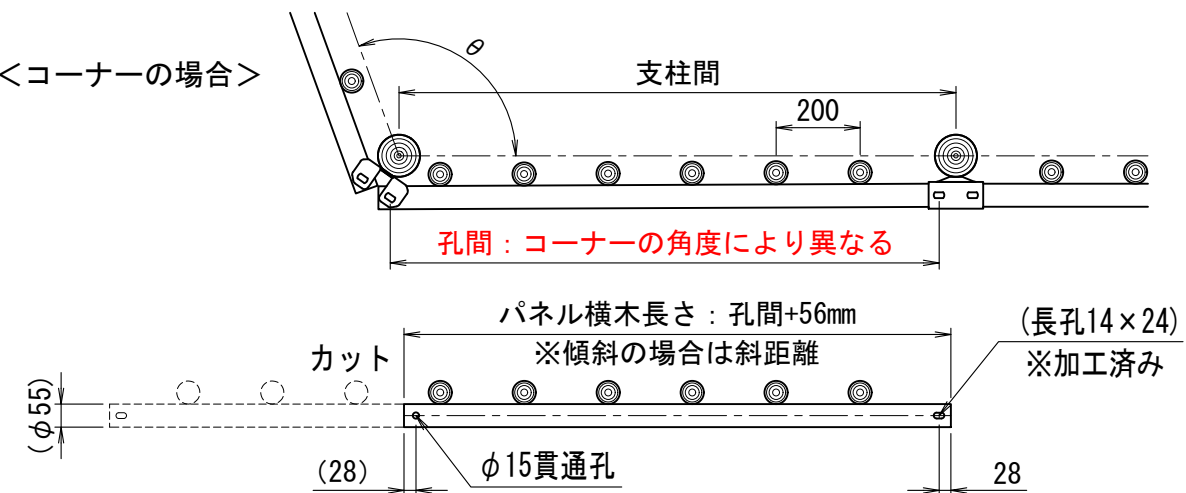 θ
<コーナーの場合>
支柱間
200
孔間:コーナーの角度により異なる
パネル横木長さ:孔間+56mm
※傾斜の場合は斜距離
(長孔14×24)
※加工済み
カット
(φ55)
(28)
φ15貫通孔
28